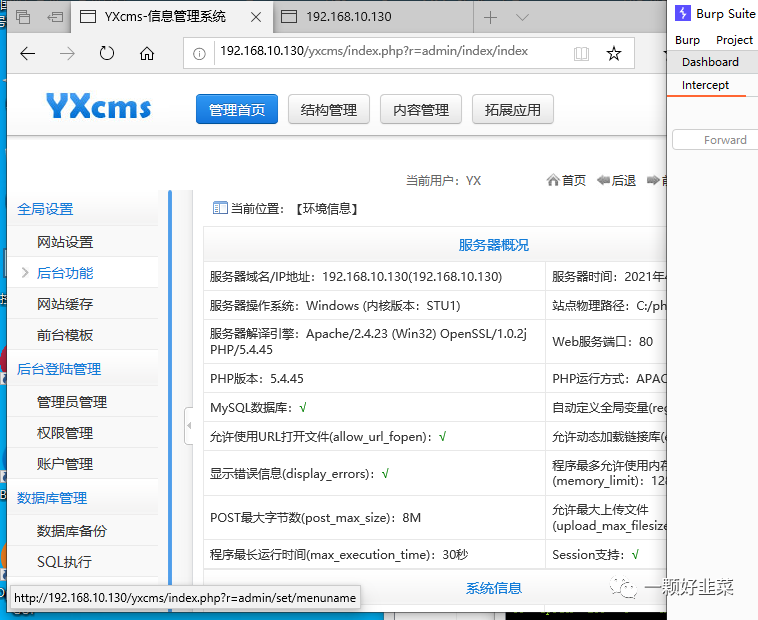 YXcms-信息管理系统
192.168.10.130
Burp Suite
192.168.10.130/yxcms/index.php?r=admin/index/index
Burp Project
Dashboard
Intercept
Forward
YXcms
管理首页 结构管理 内容管理 拓展应用
当前用户：YX
首页 后退
当前位置：【环境信息】
全局设置
网站设置
后台功能
网站缓存
前台模板
后台登陆管理
管理员管理
权限管理
账户管理
数据库管理
数据库备份
SQL执行
服务器概况
服务器域名/IP地址：192.168.10.130(192.168.10.130)
服务器时间：2021年
服务器操作系统：Windows (内核版本：STU1)
站点物理路径：C:/ph
服务器解译引擎：Apache/2.4.23 (Win32) OpenSSL/1.0.2j
PHP/5.4.45
Web服务端口：80
PHP版本：5.4.45
PHP运行方式：APAC
MySQL数据库：√
自定义全局变量(reg
允许使用URL打开文件(allow_url_fopen)：√
允许动态加载链接库(
显示错误信息(display_errors)：√
程序最多允许使用内存
(memory_limit)：128
POST最大字节数(post_max_size)：8M
允许最大上传文件
(upload_max_filesize
程序最长运行时间(max_execution_time)：30秒
Session支持：√
系统信息
http://192.168.10.130/yxcms/index.php?r=admin/set/menuname
一颗好韭菜